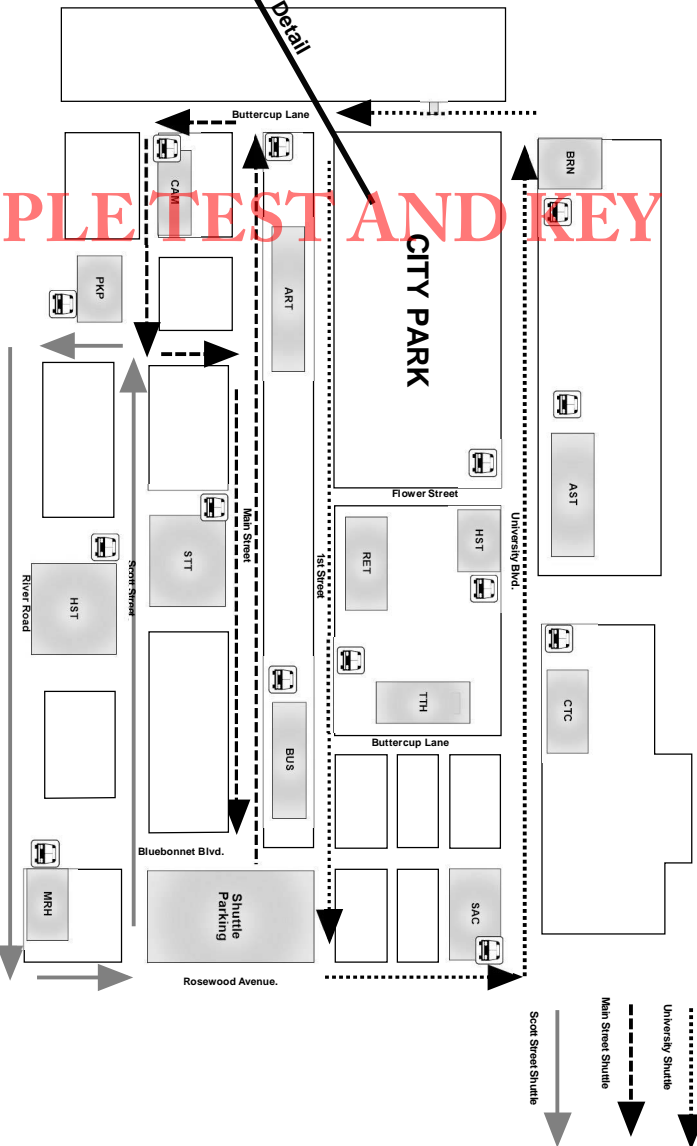 Detail
Buttercup Lane
BRN
CAM
PLE TEST AND KEY
CITY PARK
PKP
ART
Flower Street
AST
Main Street
University Blvd.
HST
RET
STT
1st Street
Scott Street
HST
River Road
TTH
CTC
BUS
Buttercup Lane
Bluebonnet Blvd.
MRH
Shuttle
Parking
SAC
Rosewood Avenue.
Scott Street Shuttle
Main Street Shuttle
University Shuttle